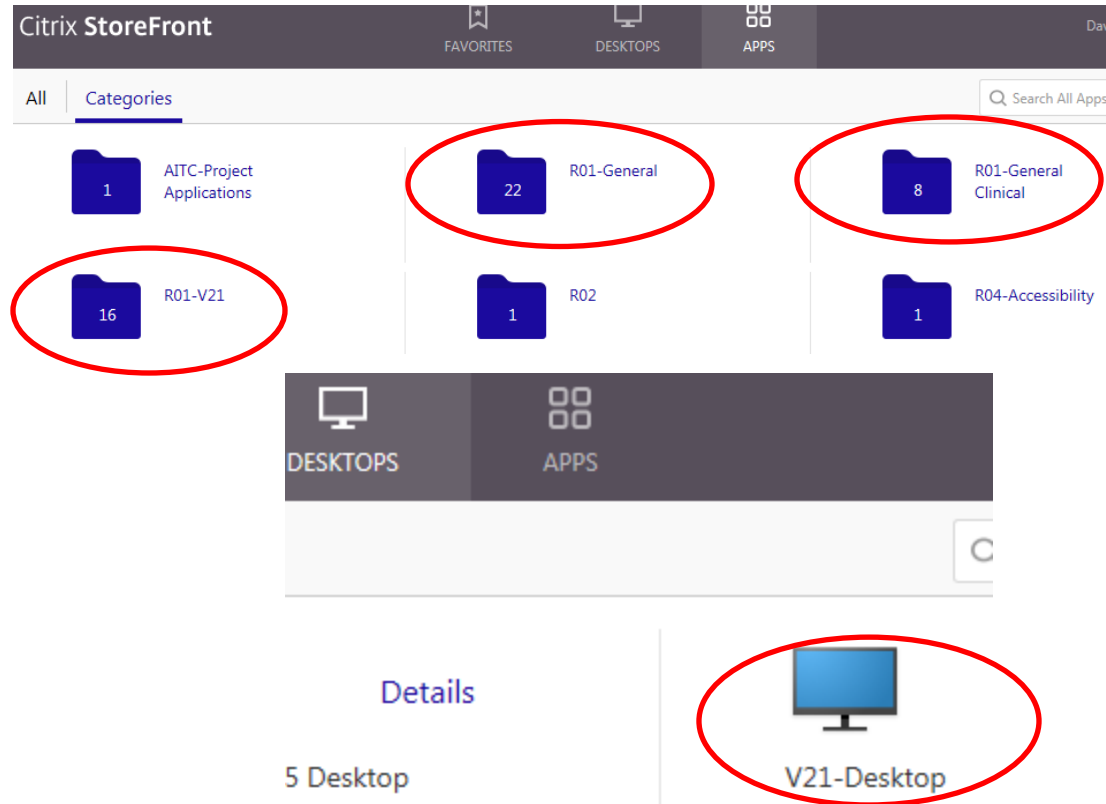 Citrix StoreFront
FAVORITES
DESKTOPS
APPS
All
Categories
Search All Apps
1
AITC-Project
Applications
22
R01-General
8
R01-General
Clinical
16
R01-V21
1
R02
1
R04-Accessibility
DESKTOPS
APPS
Details
5 Desktop
V21-Desktop